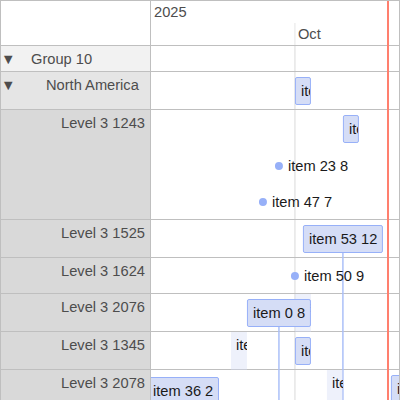 2025
Oct
▼ Group 10
▼ North America
ite
Level 3 1243
ite
item 23 8
item 47 7
Level 3 1525
item 53 12
Level 3 1624
item 50 9
Level 3 2076
item 0 8
Level 3 1345
ite
ite
Level 3 2078
item 36 2
ite